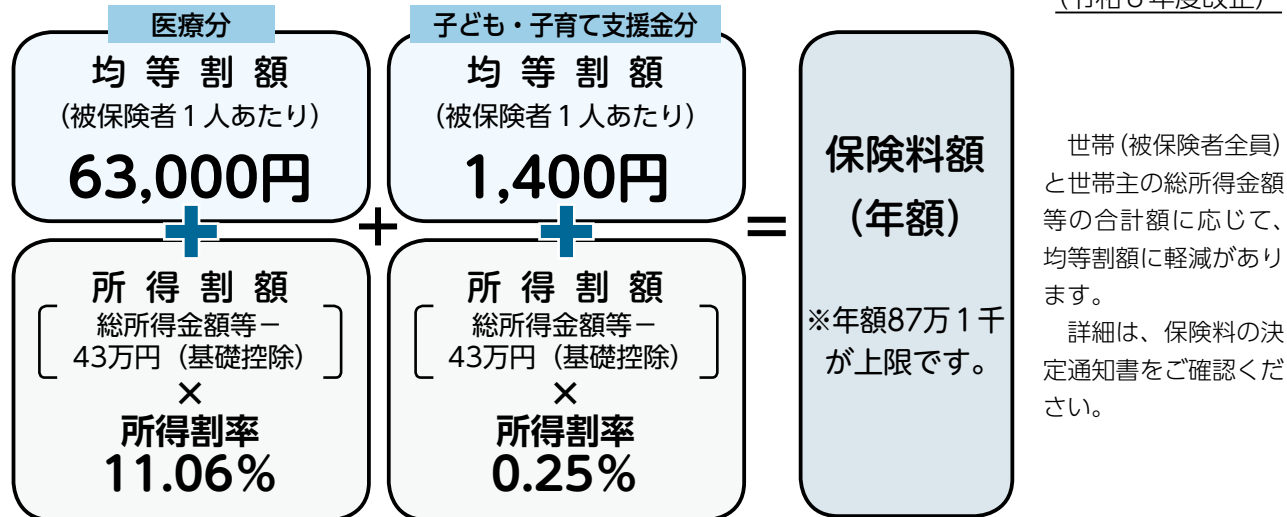 医療分
均等割額
(被保険者1人あたり)
63,000円
+
所得割額
総所得金額等－
43万円(基礎控除)
×
所得割率
11.06%
+
子ども・子育て支援金分
均等割額
(被保険者1人あたり)
1,400円
+
所得割額
総所得金額等－
43万円(基礎控除)
×
所得割率
0.25%
=
保険料額
(年額)
※年額87万1千
が上限です。
世帯(被保険者全員)
と世帯主の総所得金額
等の合計額に応じて、
均等割額に軽減があり
ます。
詳細は、保険料の決
定通知書をご確認くだ
さい。